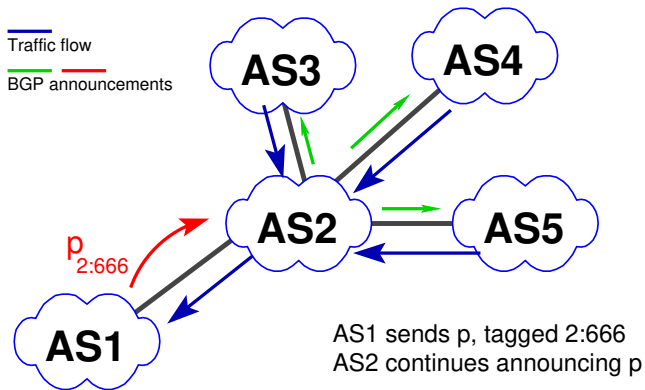 Traffic flow
BGP announcements
AS3
AS4
AS2
AS5
p
2:666
AS1
AS1 sends p, tagged 2:666
AS2 continues announcing p